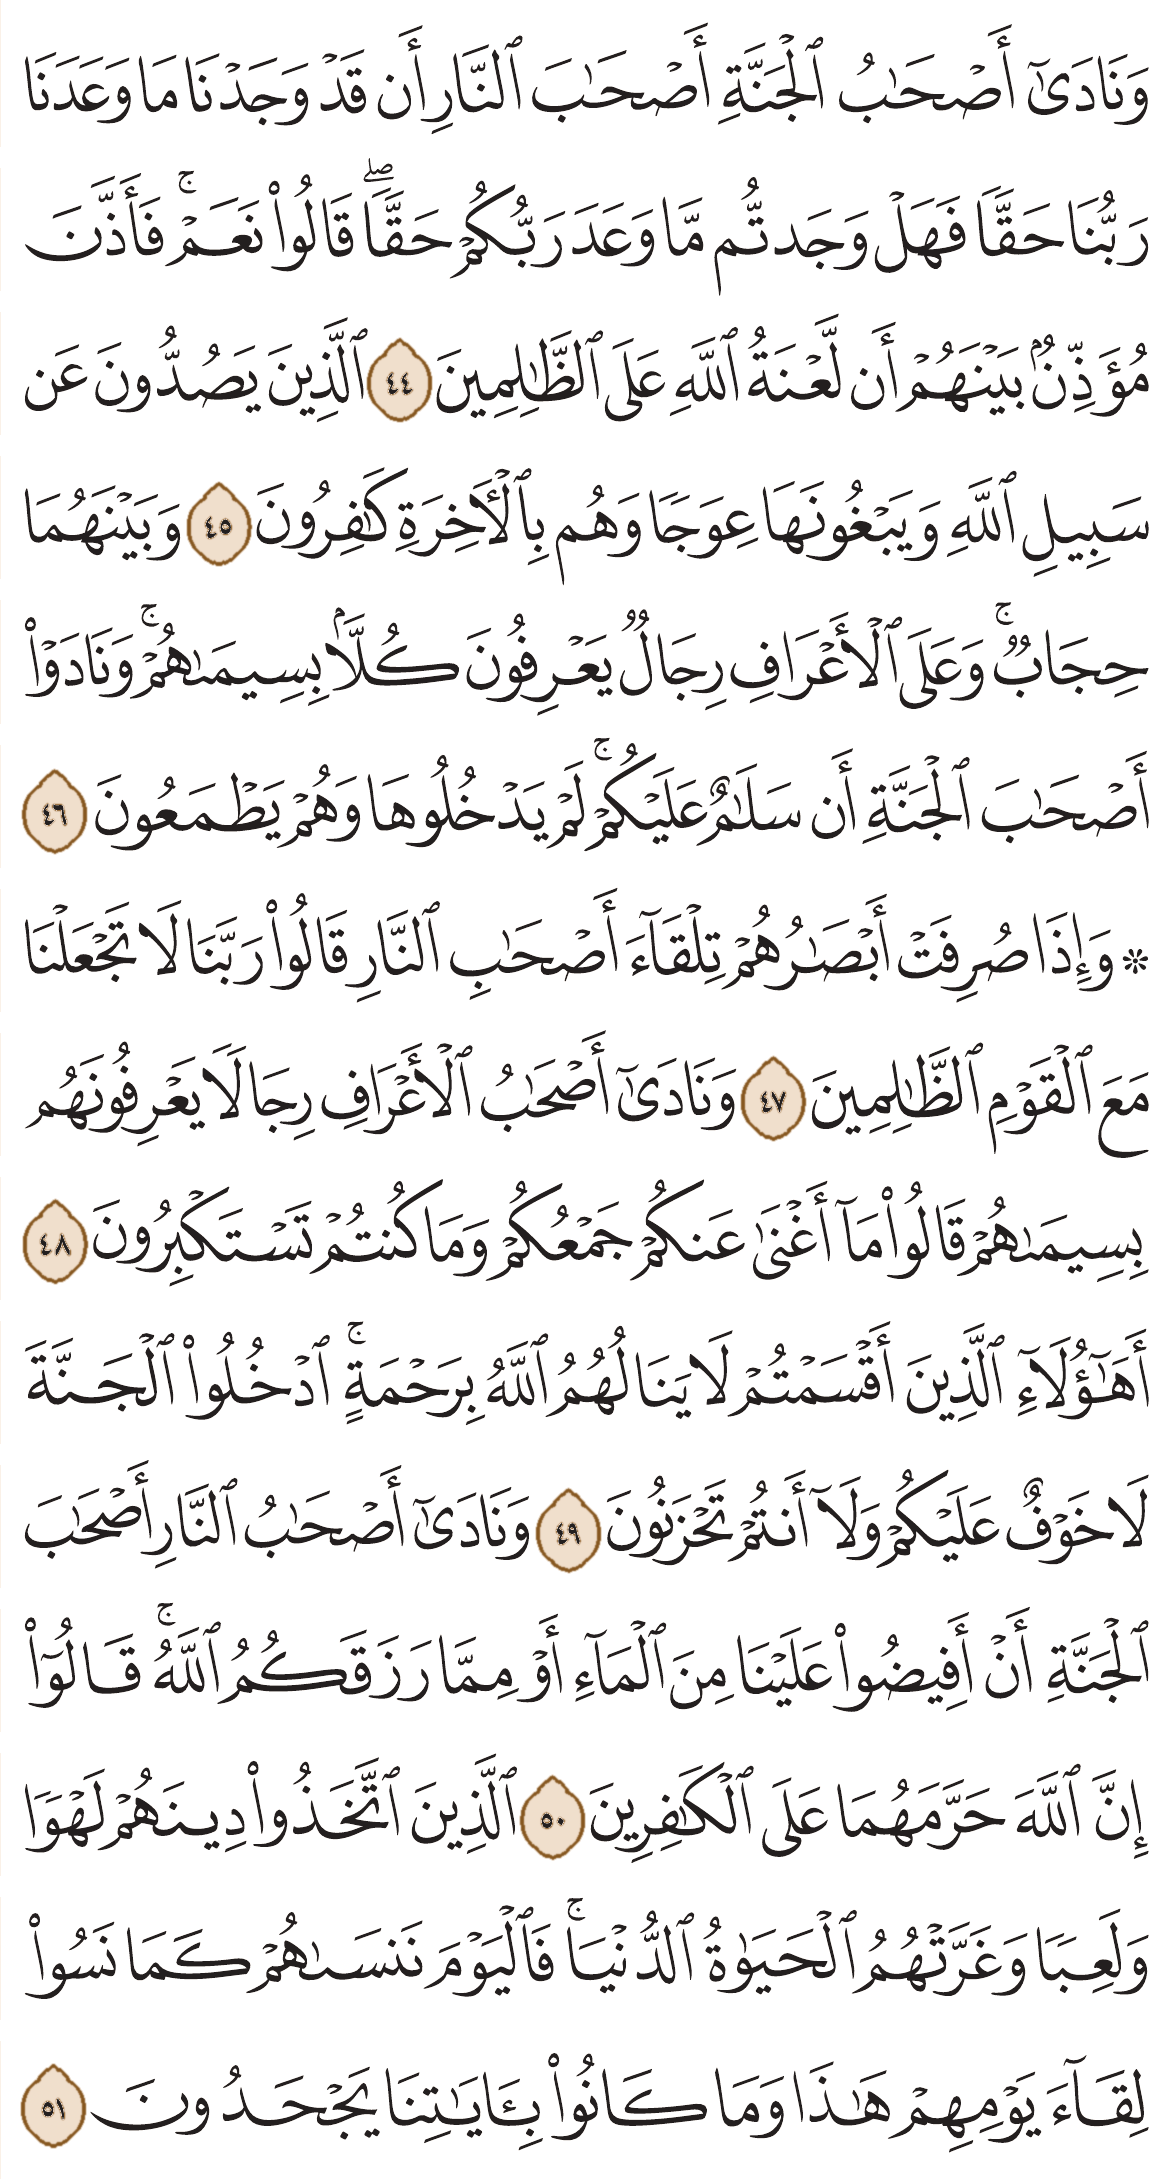 وَنَادَىٰٓ أَصْحَٰبُ ٱلْجَنَّةِ أَصْحَٰبَ ٱلنَّارِ أَن قَدْ وَجَدْنَا مَا وَعَدَنَا
رَبُّنَا حَقًّا فَهَلْ وَجَدتُّم مَّا وَعَدَ رَبُّكُمْ حَقًّاۖ قَالُوا۟ نَعَمْۚ فَأَذَّنَ
مُؤَذِّنٌۢ بَيْنَهُمْ أَن لَّعْنَةُ ٱللَّهِ عَلَى ٱلظَّٰلِمِينَ ٤٤ ٱلَّذِينَ يَصُدُّونَ عَن
سَبِيلِ ٱللَّهِ وَيَبْغُونَهَا عِوَجًا وَهُم بِٱلْـَٔاخِرَةِ كَٰفِرُونَ ٤٥ وَبَيْنَهُمَا
حِجَابٌۚ وَعَلَى ٱلْأَعْرَافِ رِجَالٌ يَعْرِفُونَ كُلًّۢا بِسِيمَىٰهُمْۚ وَنَادَوْا۟
أَصْحَٰبَ ٱلْجَنَّةِ أَن سَلَٰمٌ عَلَيْكُمْۚ لَمْ يَدْخُلُوهَا وَهُمْ يَطْمَعُونَ ٤٦
۞ وَإِذَا صُرِفَتْ أَبْصَٰرُهُمْ تِلْقَآءَ أَصْحَٰبِ ٱلنَّارِ قَالُوا۟ رَبَّنَا لَا تَجْعَلْنَا
مَعَ ٱلْقَوْمِ ٱلظَّٰلِمِينَ ٤٧ وَنَادَىٰٓ أَصْحَٰبُ ٱلْأَعْرَافِ رِجَالًا يَعْرِفُونَهُم
بِسِيمَىٰهُمْ قَالُوا۟ مَآ أَغْنَىٰ عَنكُمْ جَمْعُكُمْ وَمَا كُنتُمْ تَسْتَكْبِرُونَ ٤٨
أَهَٰٓؤُلَآءِ ٱلَّذِينَ أَقْسَمْتُمْ لَا يَنَالُهُمُ ٱللَّهُ بِرَحْمَةٍۚ ٱدْخُلُوا۟ ٱلْجَنَّةَ
لَا خَوْفٌ عَلَيْكُمْ وَلَآ أَنتُمْ تَحْزَنُونَ ٤٩ وَنَادَىٰٓ أَصْحَٰبُ ٱلنَّارِ أَصْحَٰبَ
ٱلْجَنَّةِ أَنْ أَفِيضُوا۟ عَلَيْنَا مِنَ ٱلْمَآءِ أَوْ مِمَّا رَزَقَكُمُ ٱللَّهُۚ قَالُوٓا۟
إِنَّ ٱللَّهَ حَرَّمَهُمَا عَلَى ٱلْكَٰفِرِينَ ٥٠ ٱلَّذِينَ ٱتَّخَذُوا۟ دِينَهُمْ لَهْوًا
وَلَعِبًا وَغَرَّتْهُمُ ٱلْحَيَوٰةُ ٱلدُّنْيَاۚ فَٱلْيَوْمَ نَنسَىٰهُمْ كَمَا نَسُوا۟
لِقَآءَ يَوْمِهِمْ هَٰذَا وَمَا كَانُوا۟ بِـَٔايَٰتِنَا يَجْحَدُونَ ٥١